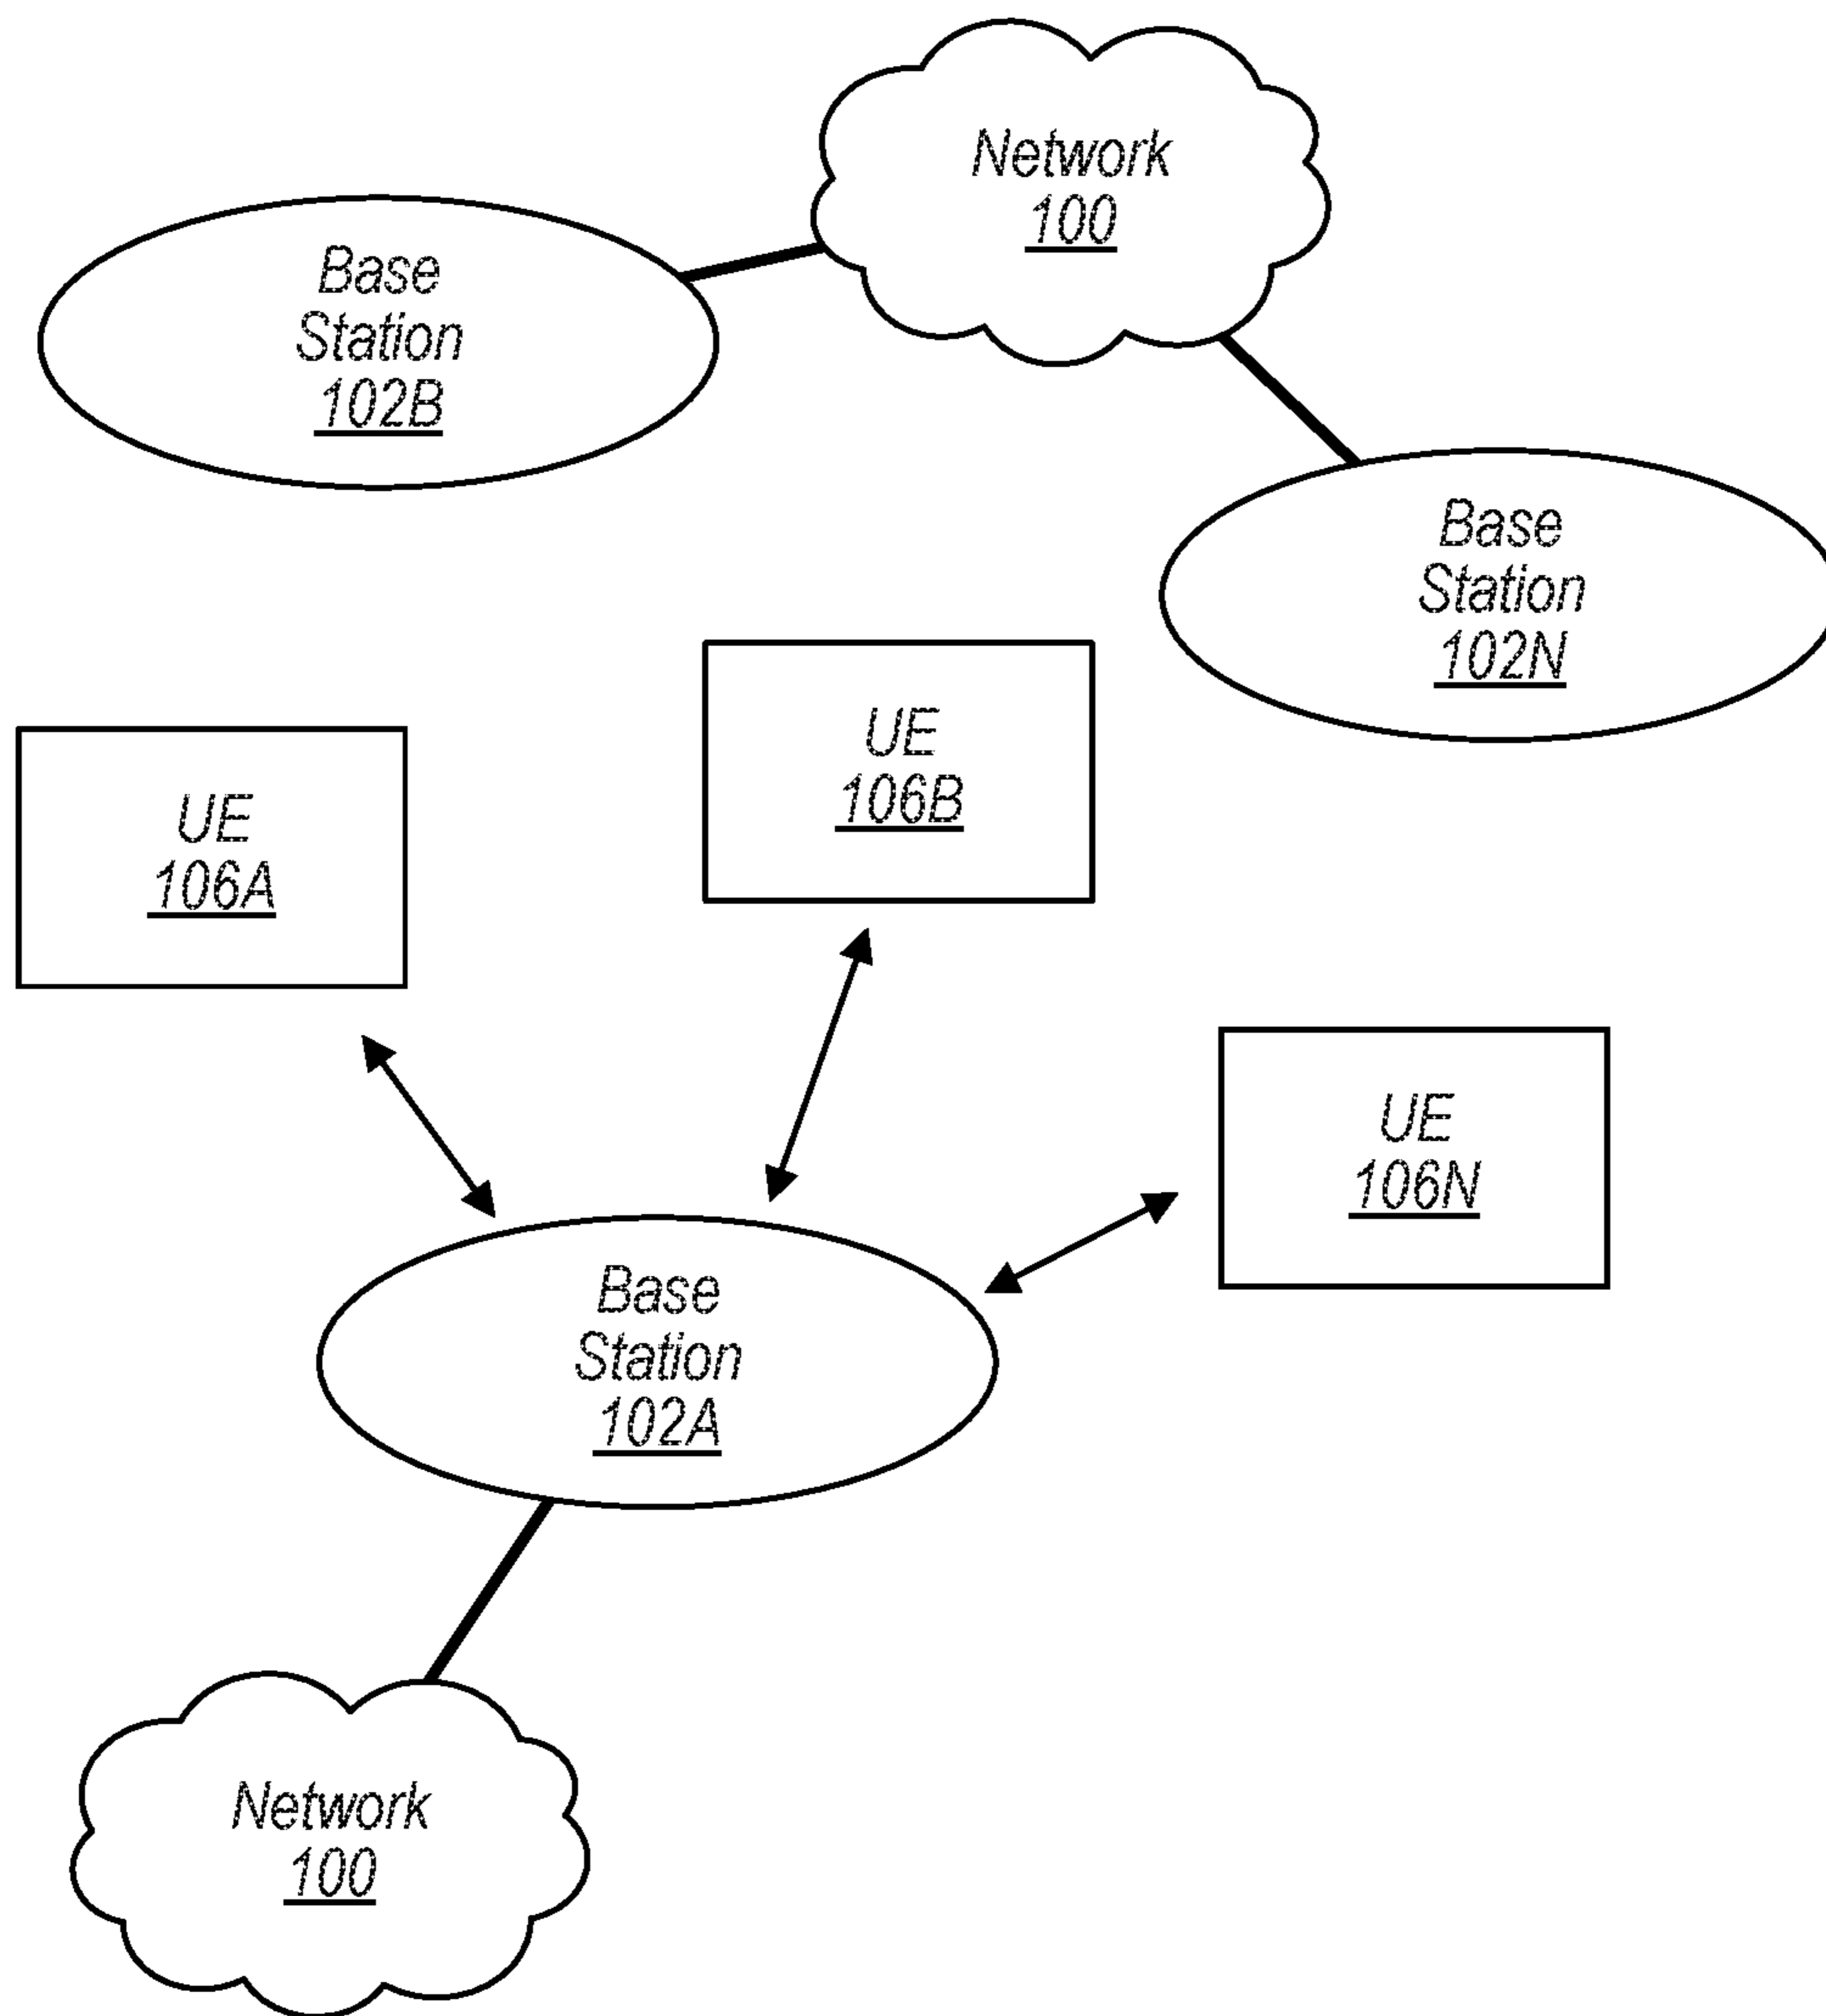 Network
100
Base
Station
102B
Base
Station
102N
UE
106B
UE
106A
UE
106N
Base
Station
102A
Network
100